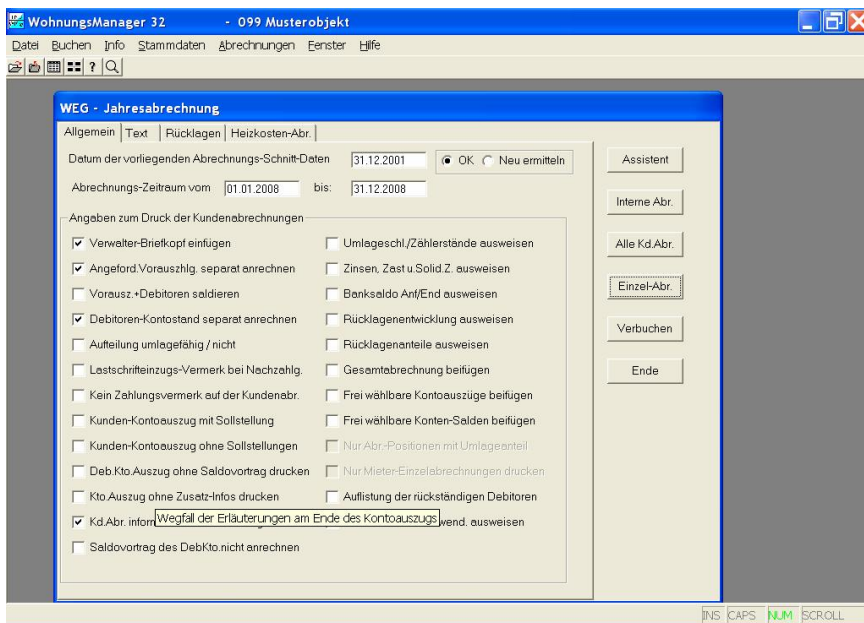 WohnungsManager 32 - 099 Musterobjekt
Datei Buchen Info Stammdaten Abrechnungen Fenster Hilfe
WEG - Jahresabrechnung
Allgemein Text Rücklagen Heizkosten-Abr.
Datum der vorliegenden Abrechnungs-Schnitt-Daten 31.12.2001 OK Neu ermitteln
Abrechnungs-Zeitraum vom 01.01.2008 bis: 31.12.2008
Angaben zum Druck der Kundenabrechnungen
Verwalter-Briefkopf einfügen
Angeford.Vorauszhlg. separat anrechnen
Vorausz.+Debitoren saldieren
Debitoren-Kontostand separat anrechnen
Aufteilung umlagefähig / nicht
Lastschrifteinzugs-Vermerk bei Nachzahlg.
Kein Zahlungsvermerk auf der Kundenabr.
Kunden-Kontoauszug mit Sollstellung
Kunden-Kontoauszug ohne Sollstellungen
Deb.Kto.Auszug ohne Saldovortrag drucken
Kto.Auszug ohne Zusatz-Infos drucken
Kd.Abr. inform
Wegfall der Erläuterungen am Ende des Kontoauszugs
Saldovortrag des DebKto.nicht anrechnen
Umlageschl./Zählerstände ausweisen
Zinsen, Zast u.Solid.Z. ausweisen
Banksaldo Anf/End ausweisen
Rücklagenentwicklung ausweisen
Rücklagenanteile ausweisen
Gesamtabrechnung beifügen
Frei wählbare Kontoauszüge beifügen
Frei wählbare Konten-Salden beifügen
Nur Abr.-Positionen mit Umlageanteil
Nur Mieter-Einzelabrechnungen drucken
Auflistung der rückständigen Debitoren
wend. ausweisen
Assistent
Interne Abr.
Alle Kd.Abr.
Einzel-Abr.
Verbuchen
Ende
INS CAPS NUM SCROLL